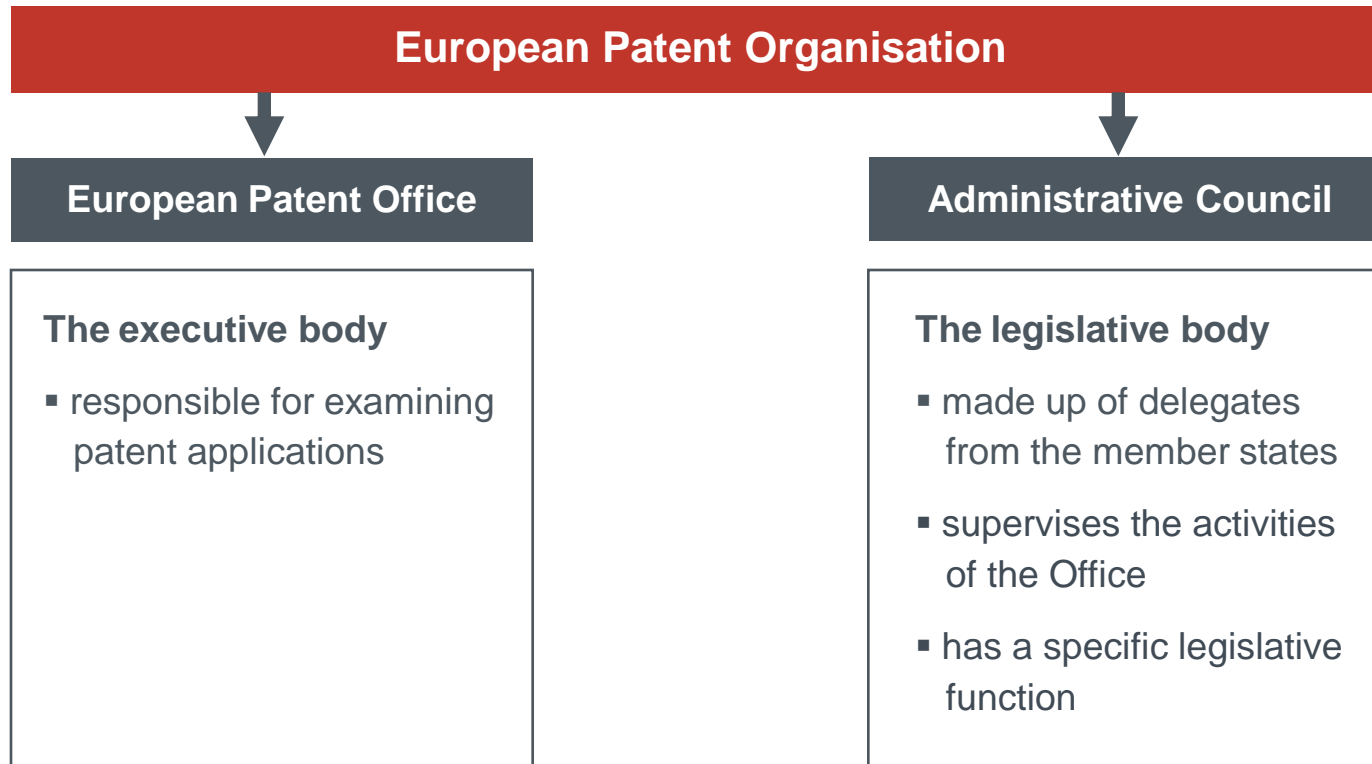 European Patent Organisation
European Patent Office
The executive body
▪ responsible for examining
patent applications
Administrative Council
The legislative body
▪ made up of delegates
from the member states
▪ supervises the activities
of the Office
▪ has a specific legislative
function